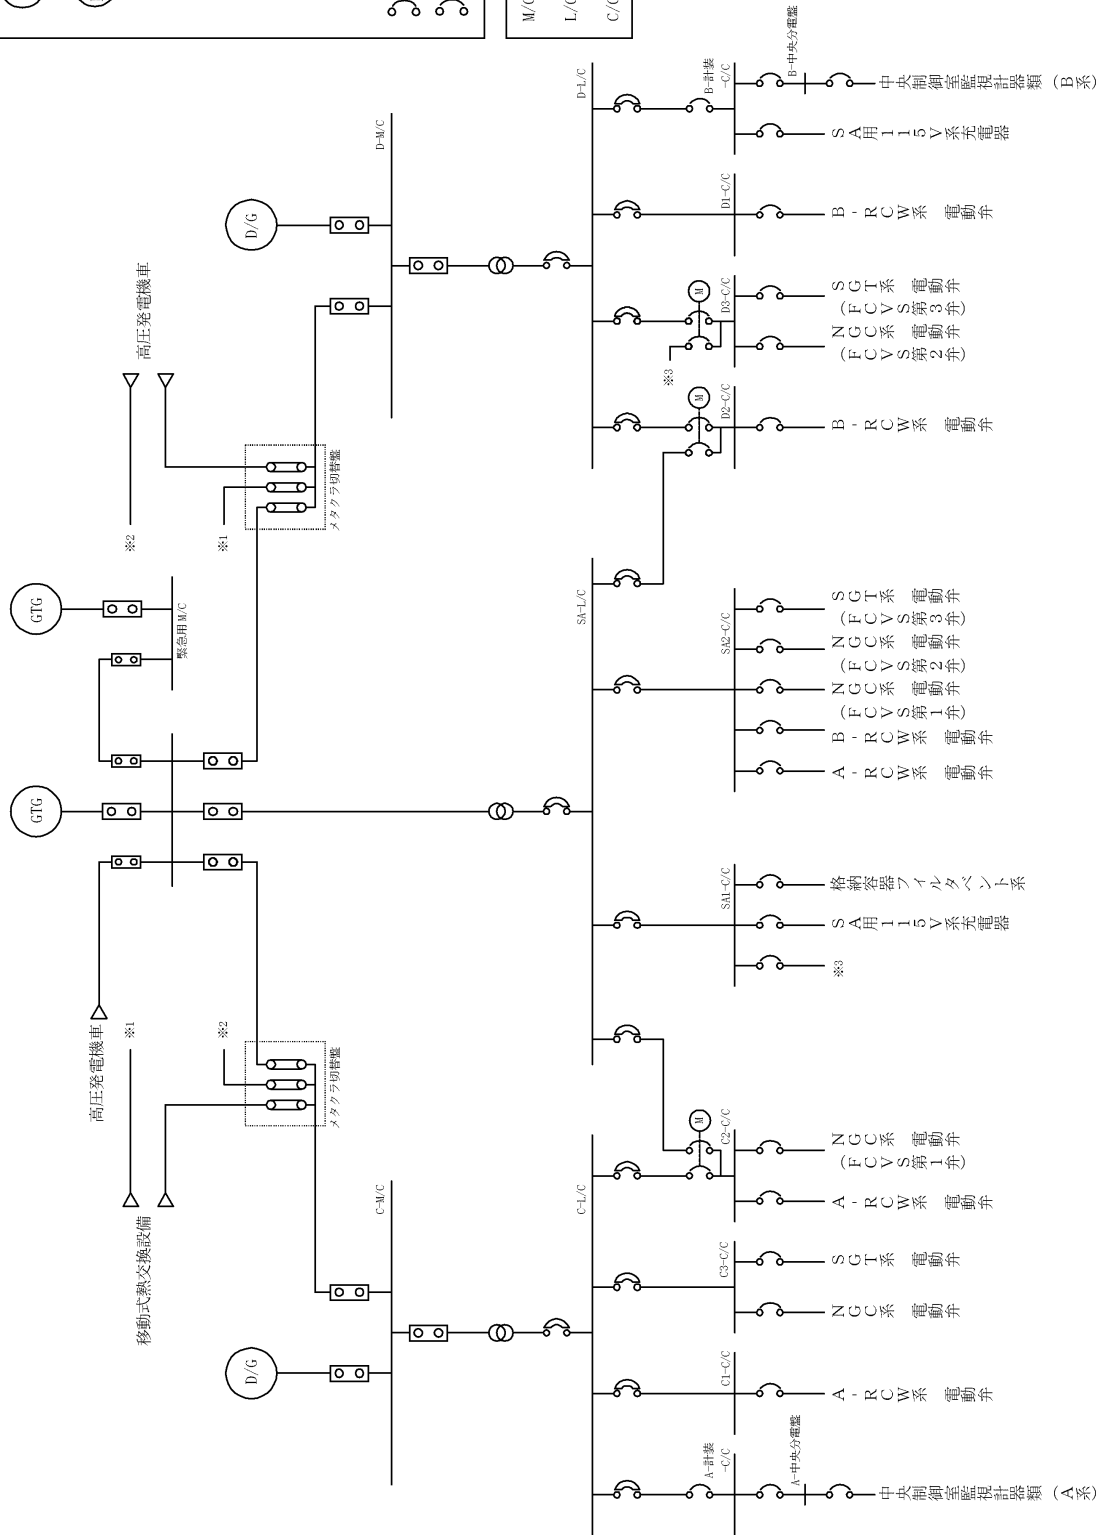 GTG
GTG
高圧発電機車
高圧発電機車
移動式熱交換設備
※1
※2
※2
※1
緊急用M/C
メタクラ切替盤
メタクラ切替盤
D/G
D/G
C-M/C
D-M/C
C-L/C
SA-L/C
D-L/C
M/C
L/C
C/C
A-計装
-C/C
C1-C/C
C3-C/C
C2-C/C
M
SA1-C/C
SA2-C/C
D2-C/C
M
※3
D3-C/C
M
D1-C/C
B-計装
-C/C
A-中央分電盤
B-中央分電盤
中央制御室監視計器類(A系)
A-RCW系 電動弁
NGC系 電動弁
SGT系 電動弁
A-RCW系 電動弁
NGC系 電動弁
(FCVS第1弁)
※3
SA用115V系充電器
格納容器フィルタベント系
A-RCW系 電動弁
B-RCW系 電動弁
NGC系 電動弁
(FCVS第1弁)
NGC系 電動弁
(FCVS第2弁)
SGT系 電動弁
(FCVS第3弁)
B-RCW系 電動弁
NGC系 電動弁
(FCVS第2弁)
SGT系 電動弁
(FCVS第3弁)
B-RCW系 電動弁
SA用115V系充電器
中央制御室監視計器類(B系)